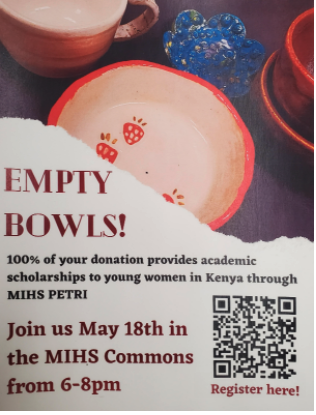 EMPTY
BOWLS!
100% of your donation provides academic
scholarships to young women in Kenya through
MIHS PETRI
Join us May 18th in
the MIHS Commons
from 6-8pm
Register here!